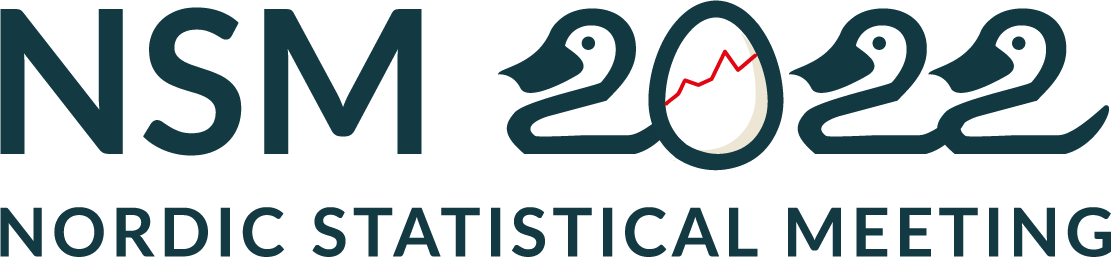 NSM 2022
NORDIC STATISTICAL MEETING